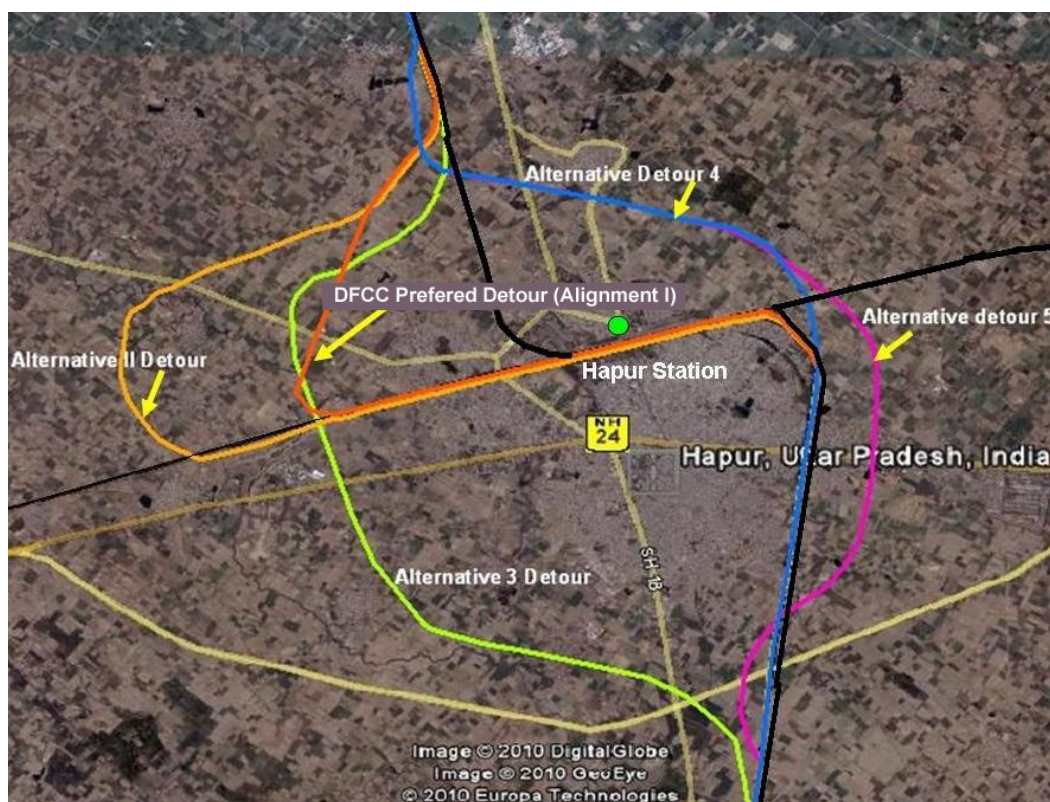 Alternative Detour 4
DFCC Prefered Detour (Alignment I)
Alternative detour 5
Alternative II Detour
Hapur Station
NH
24
Hapur, Uttar Pradesh, India
SH 18
Alternative 3 Detour
Image © 2010 DigitalGlobe
Image © 2010 GeoEye
© 2010 Europa Technologies